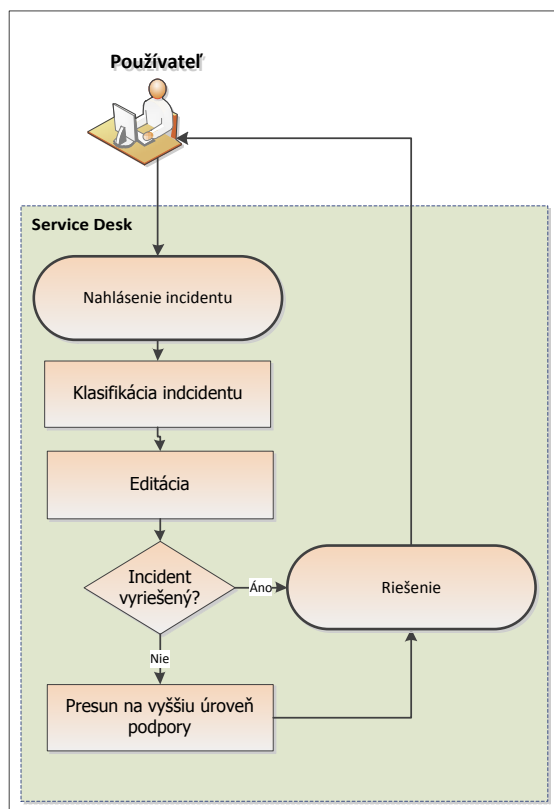 Používateľ
Service Desk
Nahlásenie incidentu
Klasifikácia indcidentu
Editácia
Incident
vyriešený?
Áno
Riešenie
Nie
Presun na vyššiu úroveň
podpory